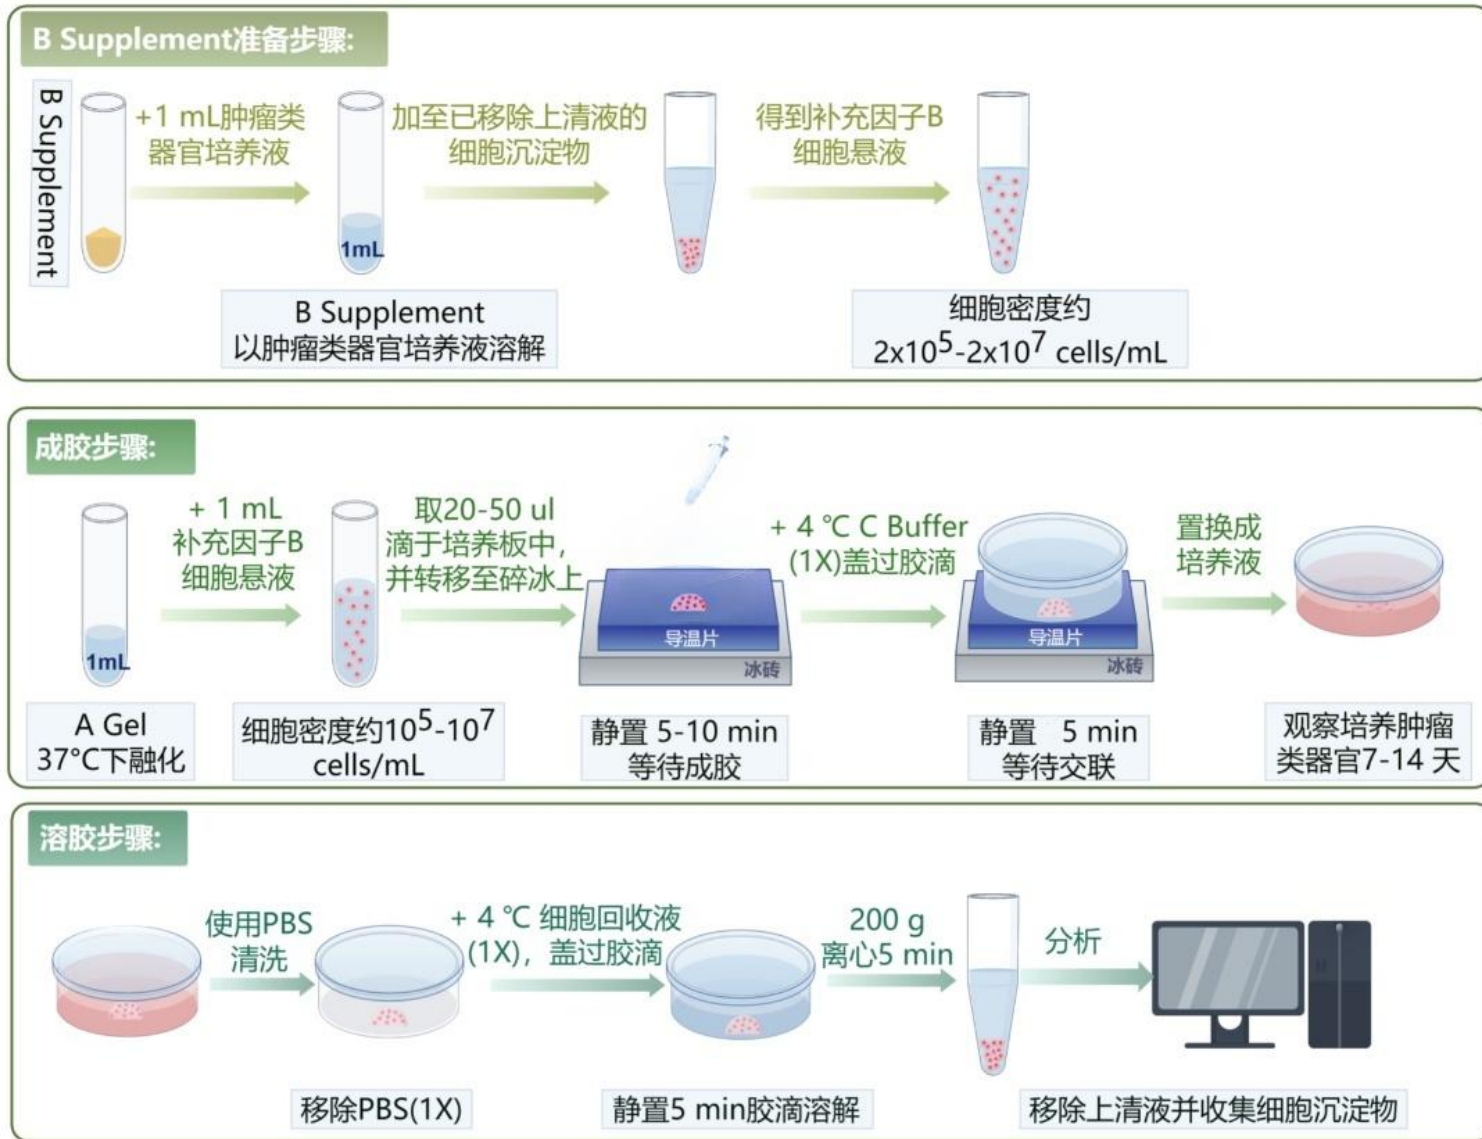 B Supplement准备步骤:
B Supplement
+1 mL肿瘤类
器官培养液
1mL
B Supplement
以肿瘤类器官培养液溶解
加至已移除上清液的
细胞沉淀物
得到补充因子B
细胞悬液
细胞密度约
2x10⁵-2x10⁷ cells/mL
成胶步骤:
1mL
A Gel
37°C下融化
+ 1 mL
补充因子B
细胞悬液
细胞密度约10⁵-10⁷
cells/mL
取20-50 ul
滴于培养板中,
并转移至碎冰上
导温片
冰砖
静置 5-10 min
等待成胶
+ 4 ℃ C Buffer
(1X)盖过胶滴
导温片
冰砖
静置 5 min
等待交联
置换成
培养液
观察培养肿瘤
类器官7-14 天
溶胶步骤:
使用PBS
清洗
移除PBS(1X)
+ 4 ℃ 细胞回收液
(1X)，盖过胶滴
静置5 min胶滴溶解
200 g
离心5 min
分析
移除上清液并收集细胞沉淀物